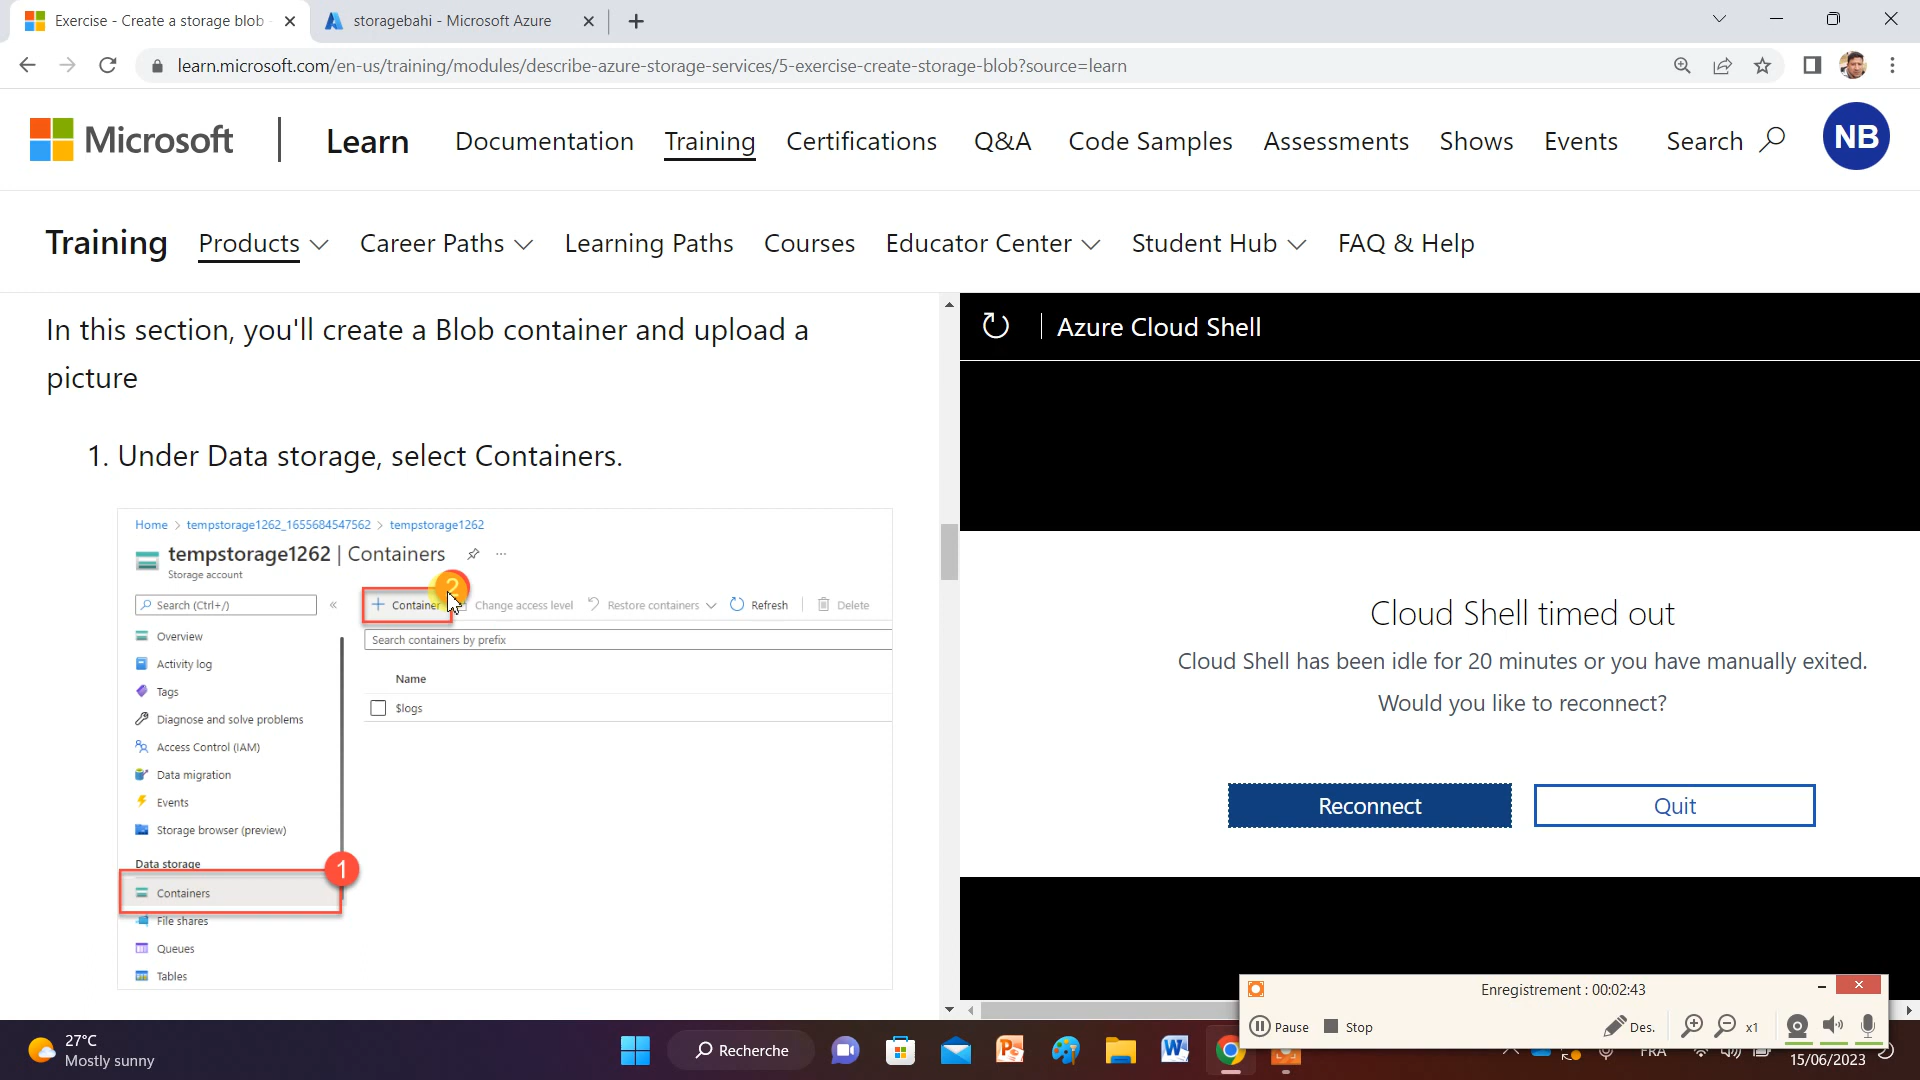 Exercise - Create a storage blob
storagebahi - Microsoft Azure
learn.microsoft.com/en-us/training/modules/describe-azure-storage-services/5-exercise-create-storage-blob?source=learn
Microsoft
Learn Documentation Training Certifications Q&A Code Samples Assessments Shows Events Search NB
Training Products Career Paths Learning Paths Courses Educator Center Student Hub FAQ & Help
In this section, you'll create a Blob container and upload a
picture
1. Under Data storage, select Containers.
Home > tempstorage1262_1655684547562 > tempstorage1262
tempstorage1262 | Containers ...
Storage account
2
Search (Ctrl+/) « + Container Change access level Restore containers Refresh Delete
Search containers by prefix
Name
$logs
Overview
Activity log
Tags
Diagnose and solve problems
Access Control (IAM)
Data migration
Events
Storage browser (preview)
Data storage
1
Containers
File shares
Queues
Tables
Azure Cloud Shell
Cloud Shell timed out
Cloud Shell has been idle for 20 minutes or you have manually exited.
Would you like to reconnect?
Reconnect Quit
Enregistrement : 00:02:43
Pause Stop Des. x1
27°C
Mostly sunny
Recherche
FRA
15/06/2023